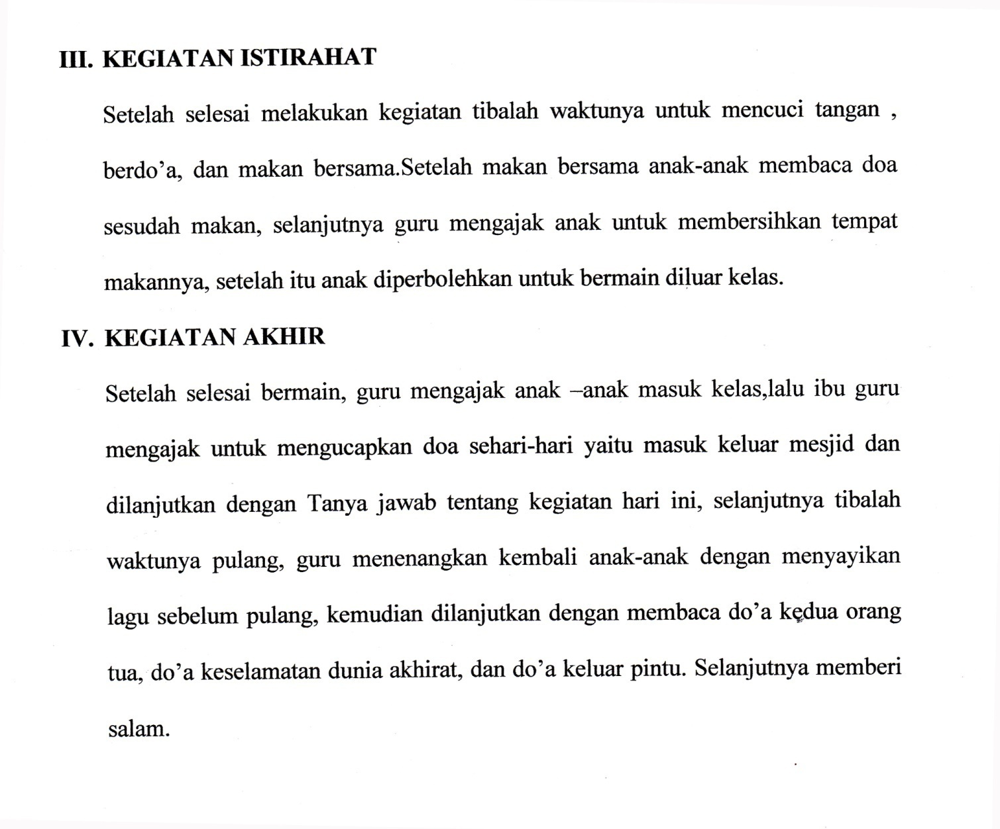 III. KEGIATAN ISTIRAHAT
Setelah selesai melakukan kegiatan tibalah waktunya untuk mencuci tangan ,
berdo’a, dan makan bersama.Setelah makan bersama anak-anak membaca doa
sesudah makan, selanjutnya guru mengajak anak untuk membersihkan tempat
makannya, setelah itu anak diperbolehkan untuk bermain diluar kelas.
IV. KEGIATAN AKHIR
Setelah selesai bermain, guru mengajak anak –anak masuk kelas,lalu ibu guru
mengajak untuk mengucapkan doa sehari-hari yaitu masuk keluar mesjid dan
dilanjutkan dengan Tanya jawab tentang kegiatan hari ini, selanjutnya tibalah
waktunya pulang, guru menenangkan kembali anak-anak dengan menyayikan
lagu sebelum pulang, kemudian dilanjutkan dengan membaca do’a kedua orang
tua, do’a keselamatan dunia akhirat, dan do’a keluar pintu. Selanjutnya memberi
salam.